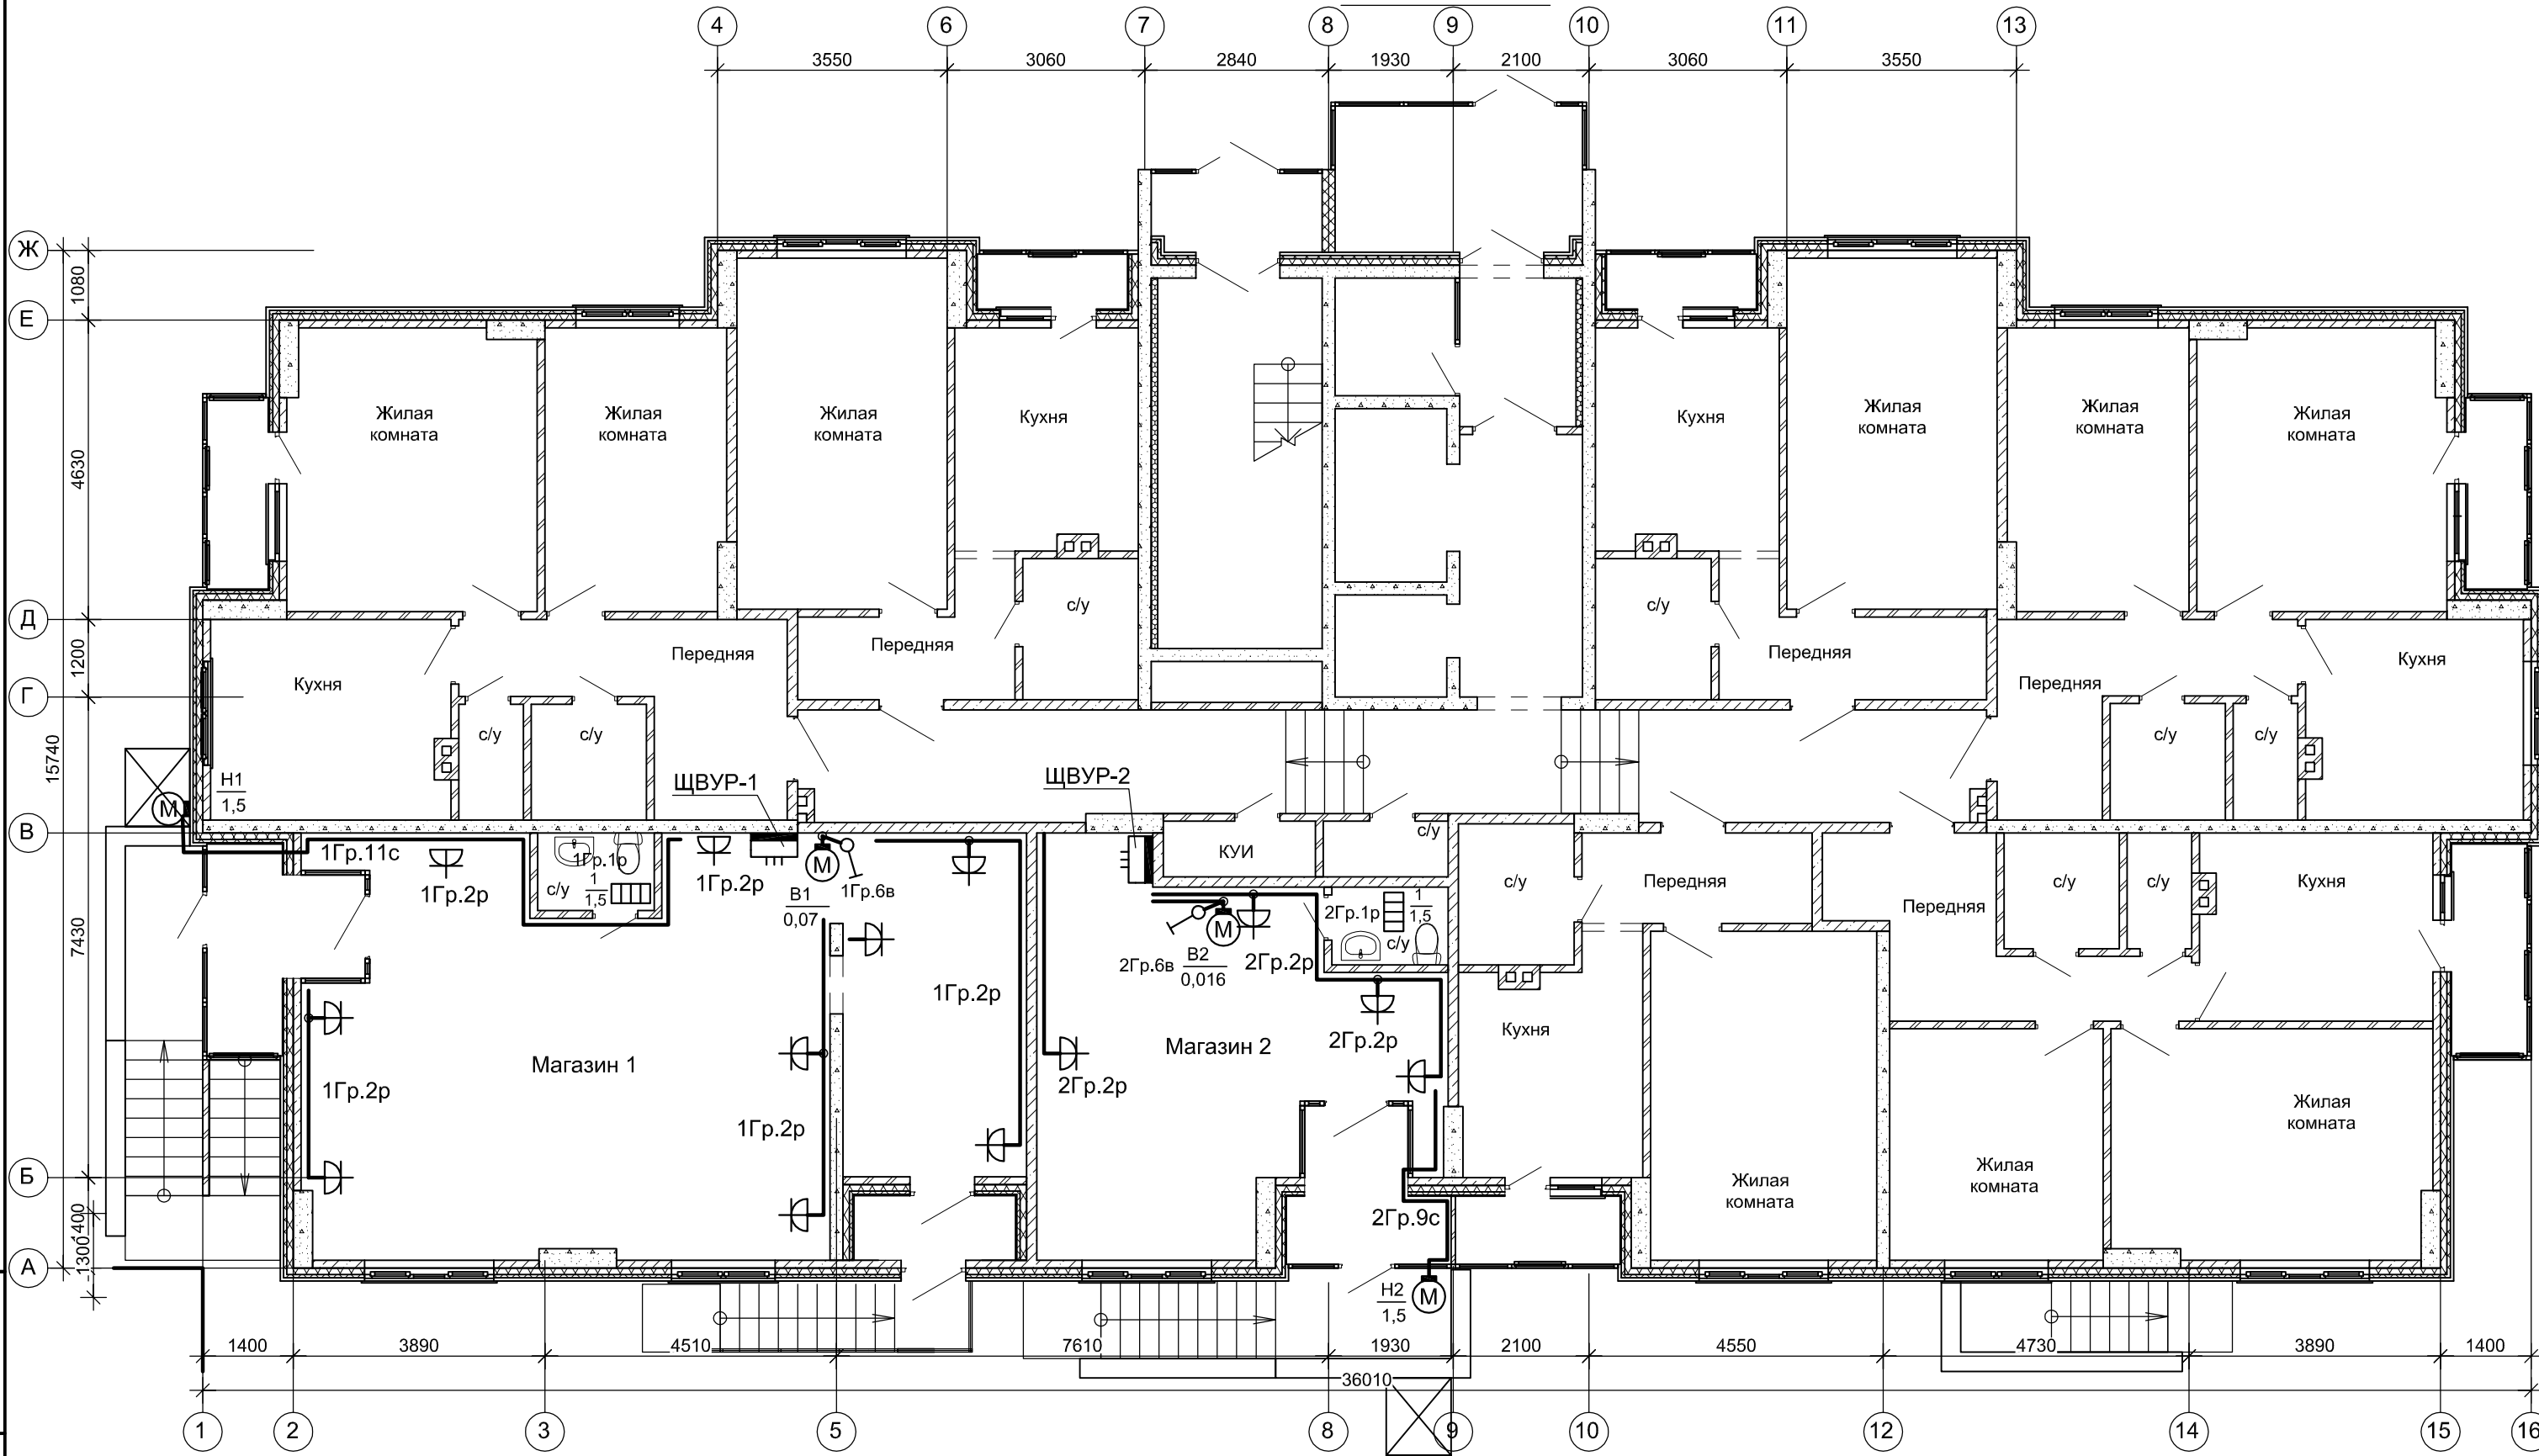 4 6 7 8 9 10 11 13
3550 3060 2840 1930 2100 3060 3550
Ж
1080
Е
4630
Жилая
комната
Жилая
комната
Жилая
комната
Кухня
Кухня
Жилая
комната
Жилая
комната
Жилая
комната
Д
с/у
с/у
1200
Передняя
Передняя
Передняя
Передняя
Кухня
Кухня
Г
с/у
с/у
с/у
с/у
15740
Н1
1,5
М
ЩВУР-1
ЩВУР-2
В
1Гр.11с
1Гр.1р
с/у
1
1,5
1Гр.2р
1Гр.2р
М
В1
0,07
1Гр.6в
КУИ
с/у
с/у
Передняя
с/у
с/у
Кухня
Передняя
2Гр.1р
1
1,5
с/у
М
2Гр.6в
В2
0,016
2Гр.2р
7430
1Гр.2р
Кухня
2Гр.2р
Магазин 1
Магазин 2
1Гр.2р
2Гр.2р
1Гр.2р
Жилая
комната
Б
Жилая
комната
Жилая
комната
400
2Гр.9с
1300
А
Н2
1,5
М
1400 3890 4510 7610 1930 2100 4550 4730 3890 1400
36010
1 2 3 5 8 9 10 12 14 15 16